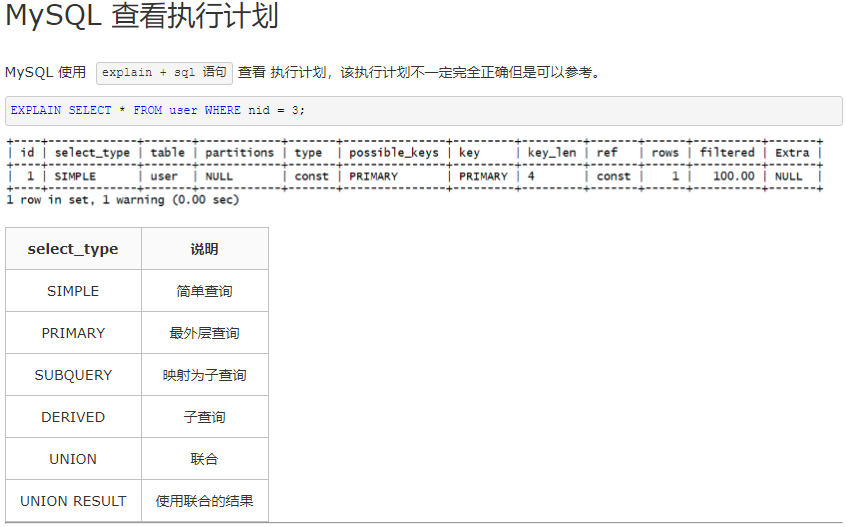 MySQL 查看执行计划
MySQL 使用 explain + sql 语句 查看 执行计划，该执行计划不一定完全正确但是可以参考。
EXPLAIN SELECT * FROM user WHERE nid = 3;
+----+-------------+-------+------------+-------+---------------+---------+---------+-------+------+----------+-------+
| id | select_type | table | partitions | type | possible_keys | key | key_len | ref | rows | filtered | Extra |
+----+-------------+-------+------------+-------+---------------+---------+---------+-------+------+----------+-------+
| 1 | SIMPLE | user | NULL | const | PRIMARY | PRIMARY | 4 | const | 1 | 100.00 | NULL |
+----+-------------+-------+------------+-------+---------------+---------+---------+-------+------+----------+-------+
1 row in set, 1 warning (0.00 sec)
select_type 说明
SIMPLE 简单查询
PRIMARY 最外层查询
SUBQUERY 映射为子查询
DERIVED 子查询
UNION 联合
UNION RESULT 使用联合的结果